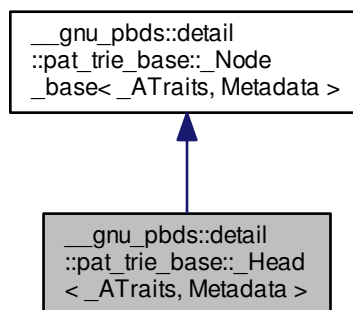 __gnu_pbds::detail
::pat_trie_base::_Node
_base< _ATraits, Metadata >
__gnu_pbds::detail
::pat_trie_base::_Head
< _ATraits, Metadata >